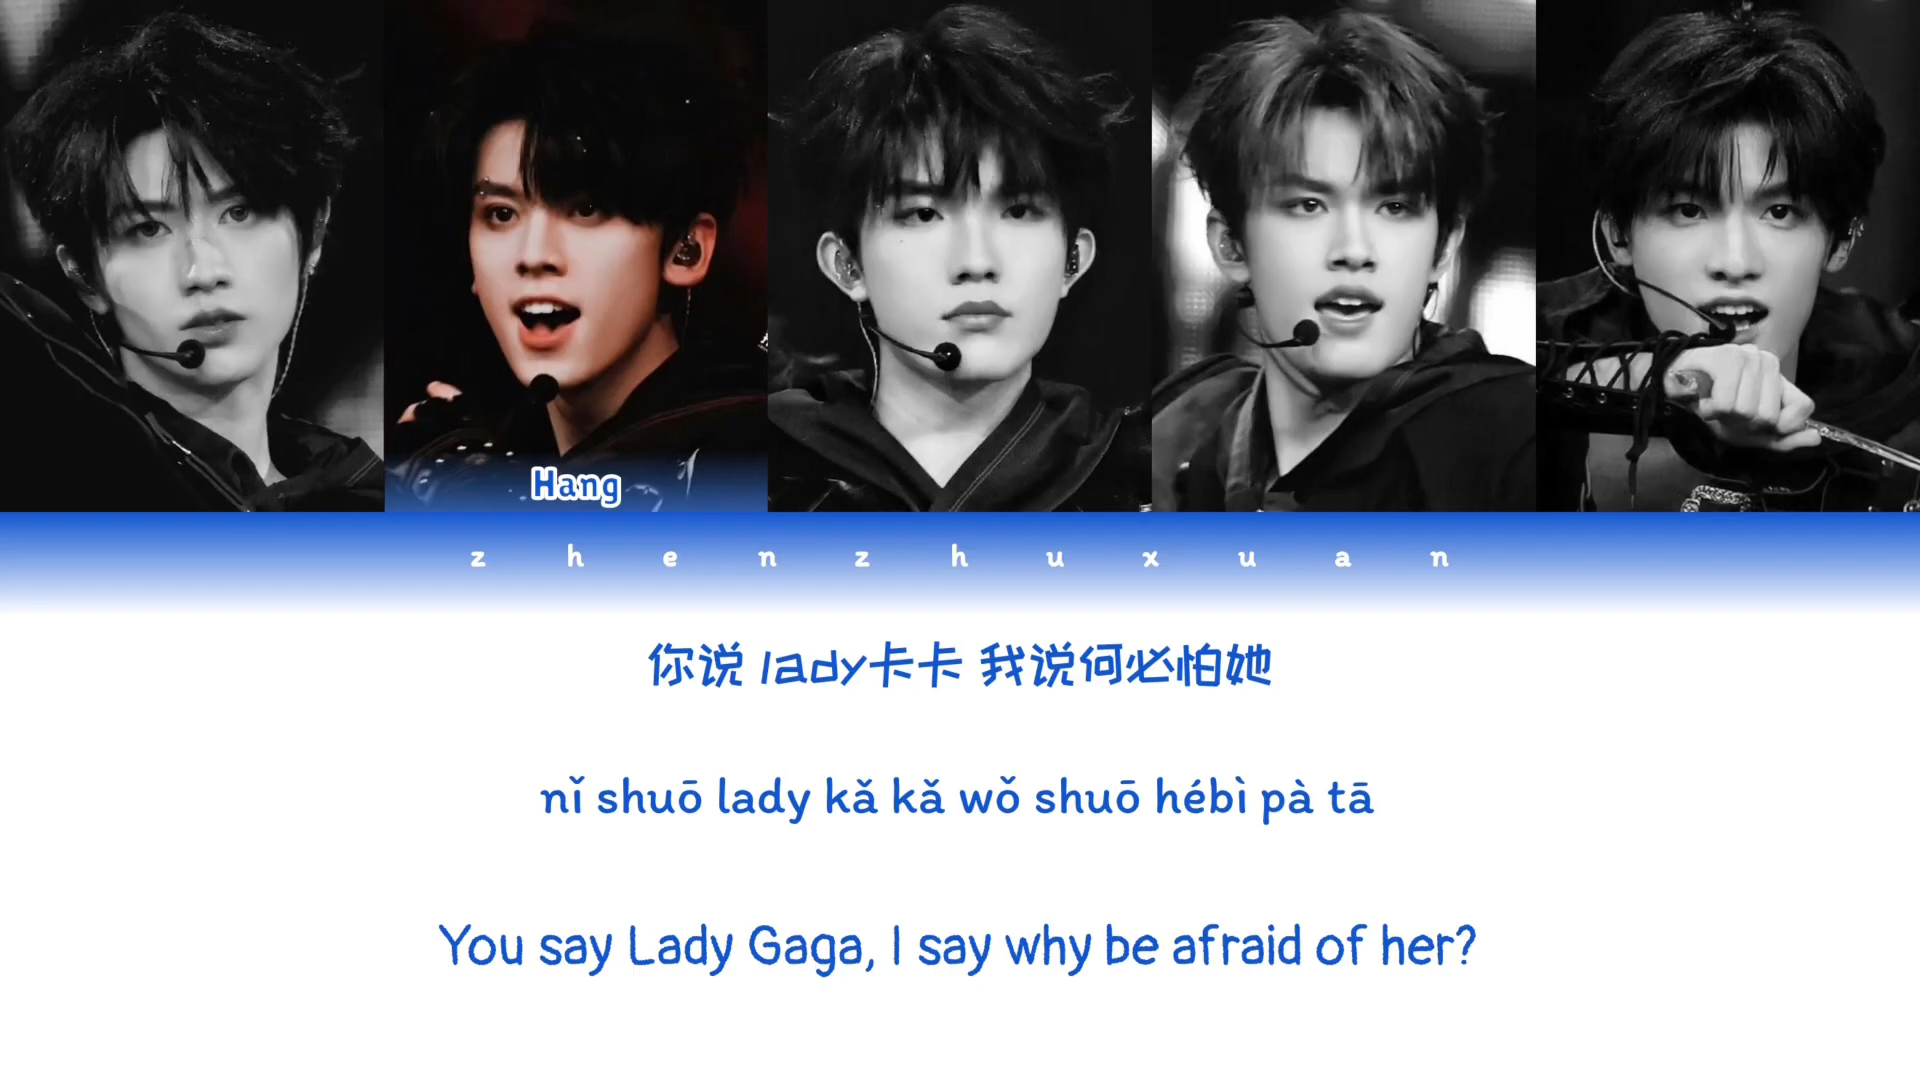 Hang
zhenzhuxuan
你说 lady卡卡 我说何必怕她
nǐ shuō lady kǎ kǎ wǒ shuō hébì pà tā
You say Lady Gaga, I say why be afraid of her?